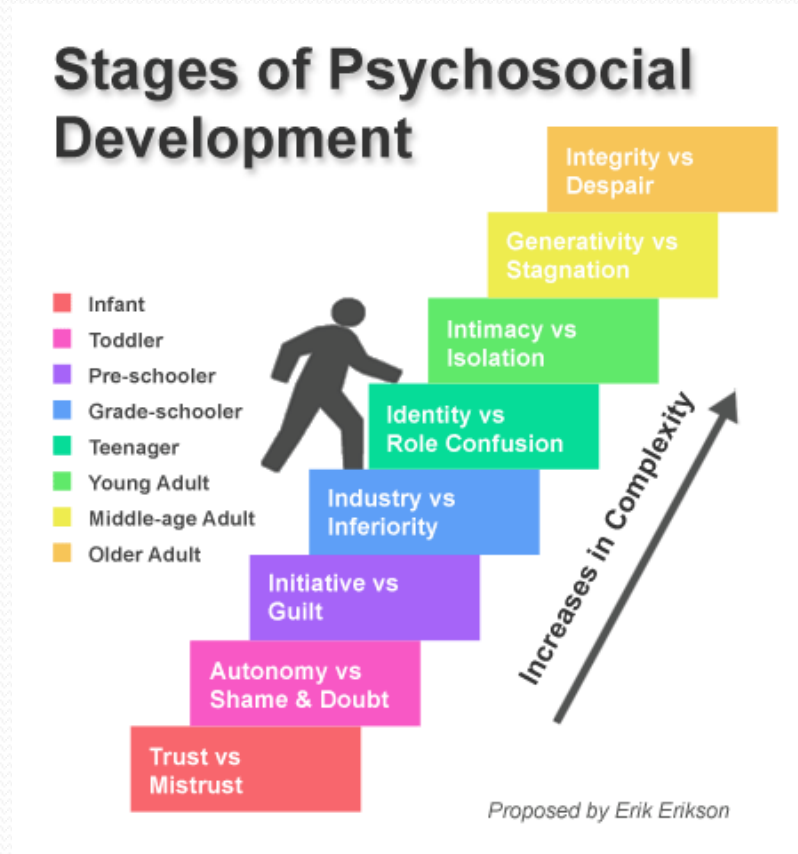 Stages of Psychosocial
Development
Integrity vs
Despair
Generativity vs
Stagnation
Intimacy vs
Isolation
Identity vs
Role Confusion
Industry vs
Inferiority
Initiative vs
Guilt
Autonomy vs
Shame & Doubt
Trust vs
Mistrust
Infant
Toddler
Pre-schooler
Grade-schooler
Teenager
Young Adult
Middle-age Adult
Older Adult
Increases in Complexity
Proposed by Erik Erikson